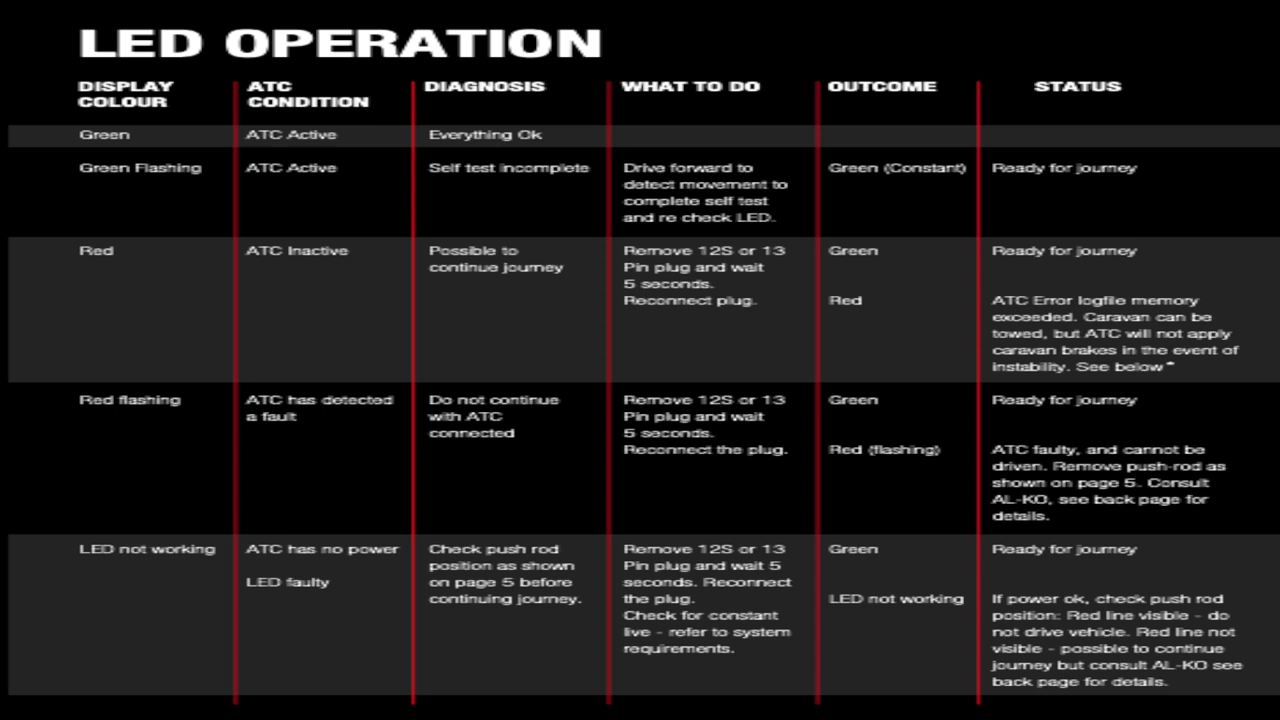 LED OPERATION
DISPLAY COLOUR
ATC CONDITION
DIAGNOSIS
WHAT TO DO
OUTCOME
STATUS
Green
ATC Active
Everything Ok
Green Flashing
ATC Active
Self test incomplete
Drive forward to
detect movement to
complete self test
and re check LED.
Green (Constant)
Ready for journey
Red
ATC Inactive
Possible to
continue journey
Remove 12S or 13
Pin plug and wait
5 seconds.
Reconnect plug.
Green
Ready for journey
Red
ATC Error logfile memory
exceeded. Caravan can be
towed, but ATC will not apply
caravan brakes in the event of
instability. See below*
Red flashing
ATC has detected
a fault
Do not continue
with ATC
connected
Remove 12S or 13
Pin plug and wait
5 seconds.
Reconnect the plug.
Green
Ready for journey
Red (flashing)
ATC faulty, and cannot be
driven. Remove push-rod as
shown on page 5. Consult
AL-KO, see back page for
details.
LED not working
ATC has no power
LED faulty
Check push rod
position as shown
on page 5 before
continuing journey.
Remove 12S or 13
Pin plug and wait 5
seconds. Reconnect
the plug.
Check for constant
live - refer to system
requirements.
Green
Ready for journey
LED not working
If power ok, check push rod
position: Red line visible - do
not drive vehicle. Red line not
visible - possible to continue
journey but consult AL-KO see
back page for details.